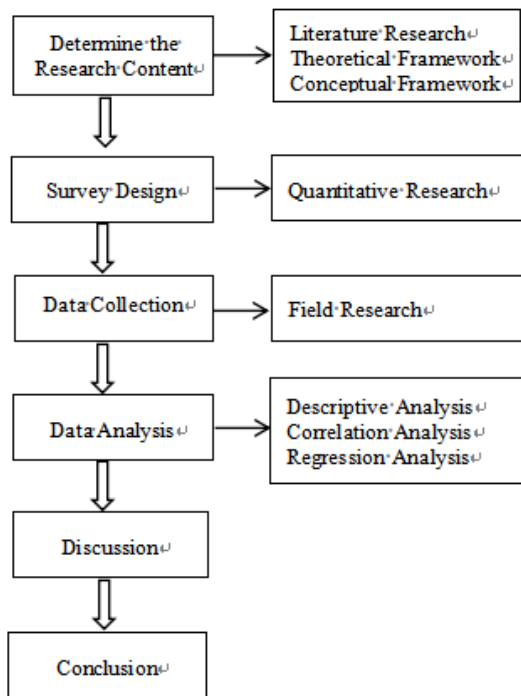 Determine the
Research Content
Literature Research
Theoretical Framework
Conceptual Framework
Survey Design
Quantitative Research
Data Collection
Field Research
Data Analysis
Descriptive Analysis
Correlation Analysis
Regression Analysis
Discussion
Conclusion